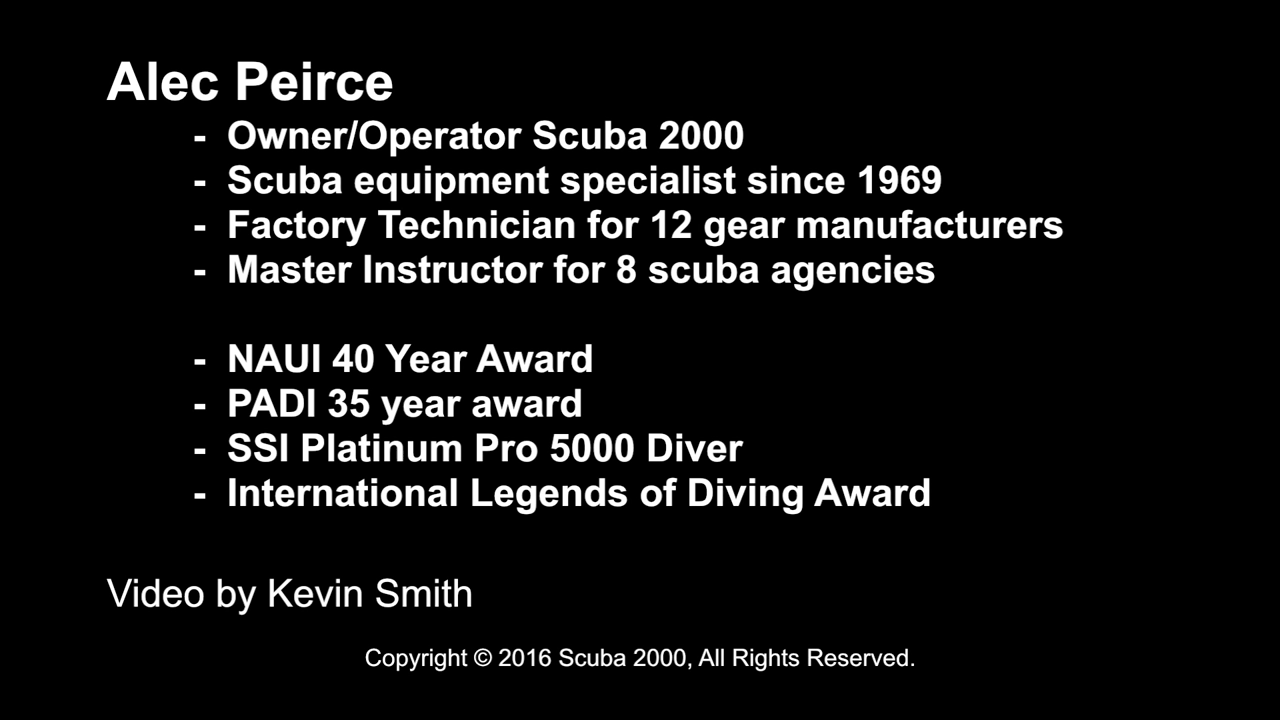 Alec Peirce
- Owner/Operator Scuba 2000
- Scuba equipment specialist since 1969
- Factory Technician for 12 gear manufacturers
- Master Instructor for 8 scuba agencies
- NAUI 40 Year Award
- PADI 35 year award
- SSI Platinum Pro 5000 Diver
- International Legends of Diving Award
Video by Kevin Smith
Copyright © 2016 Scuba 2000, All Rights Reserved.